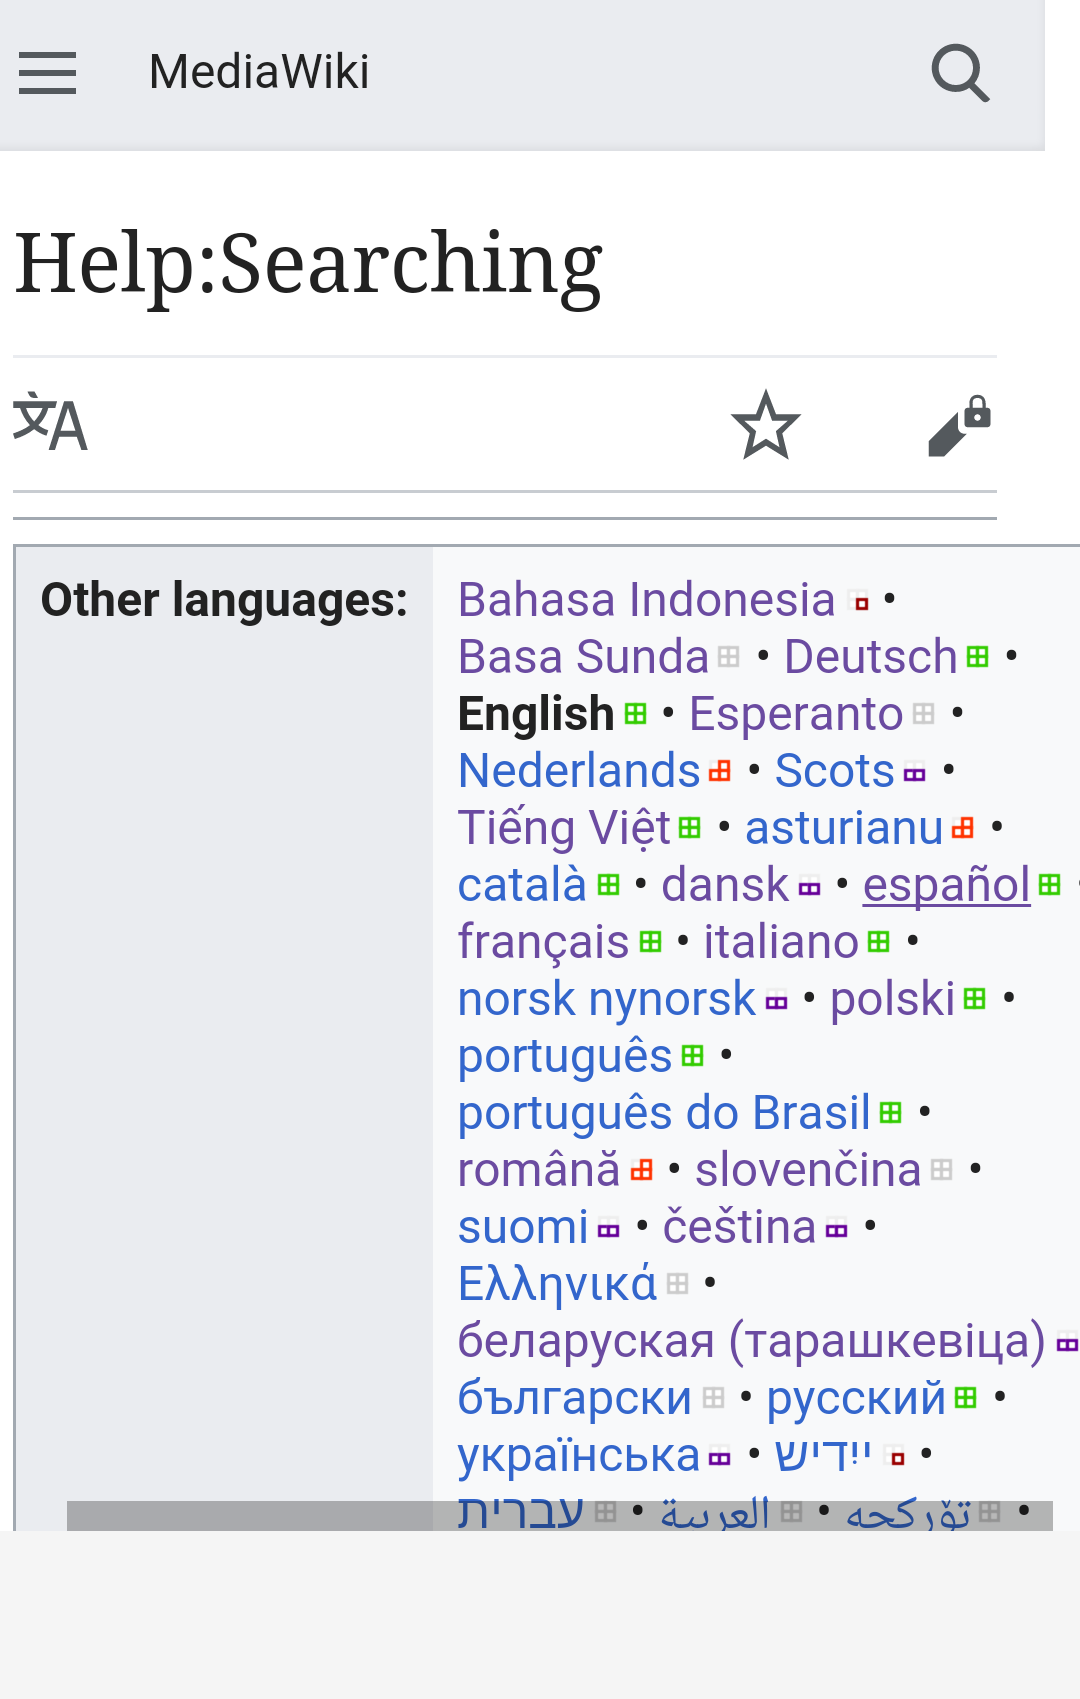 MediaWiki
Help:Searching
Other languages:
Bahasa Indonesia •
Basa Sunda • Deutsch •
English • Esperanto •
Nederlands • Scots •
Tiếng Việt • asturianu •
català • dansk • español •
français • italiano •
norsk nynorsk • polski •
português •
português do Brasil •
română • slovenčina •
suomi • čeština •
Ελληνικά •
беларуская (тарашкевіца)
български • русский •
українська • ייִדיש •
עברית • العربية • تۆرکجه •